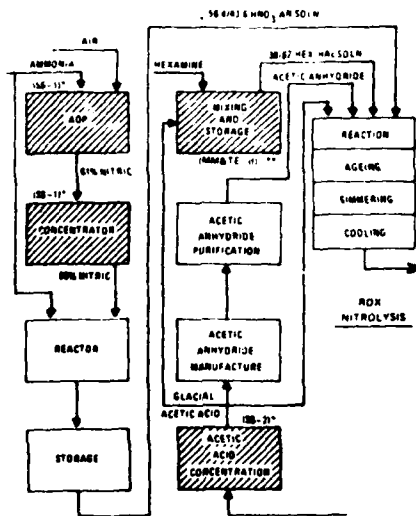 HNO3 AN SOLN
AIR
AMMONIA
HEXAMINE
HEX HAC SOLN
ACETIC ANHYDRIDE
AOP
MIXING
AND
STORAGE
REACTION
AGEING
SIMMERING
COOLING
61% NITRIC
CONCENTRATOR
NITRIC
ACETIC
ANHYDRIDE
PURIFICATION
RDX
NITROLYSIS
REACTOR
ACETIC
ANHYDRIDE
MANUFACTURE
GLACIAL
ACETIC ACID
STORAGE
ACETIC
ACID
CONCENTRATION